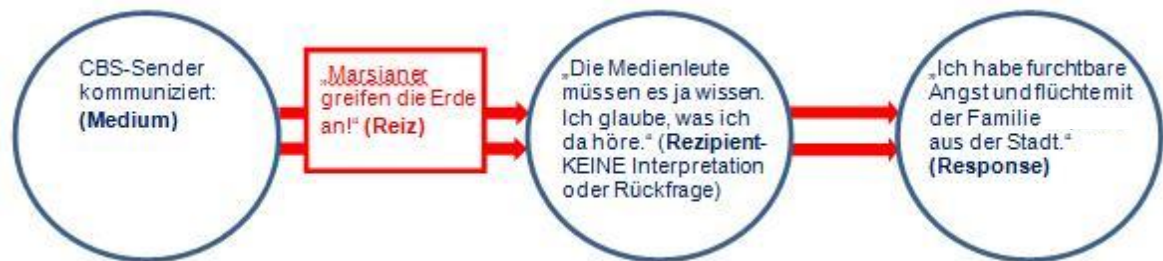 CBS-Sender
kommuniziert:
(Medium)
„Marsianer
greifen die Erde
an!“ (Reiz)
„Die Medienleute
müssen es ja wissen.
Ich glaube, was ich
da höre.“ (Rezipient-
KEINE Interpretation
oder Rückfrage)
„Ich habe furchtbare
Angst und flüchte mit
der Familie
aus der Stadt.“
(Response)